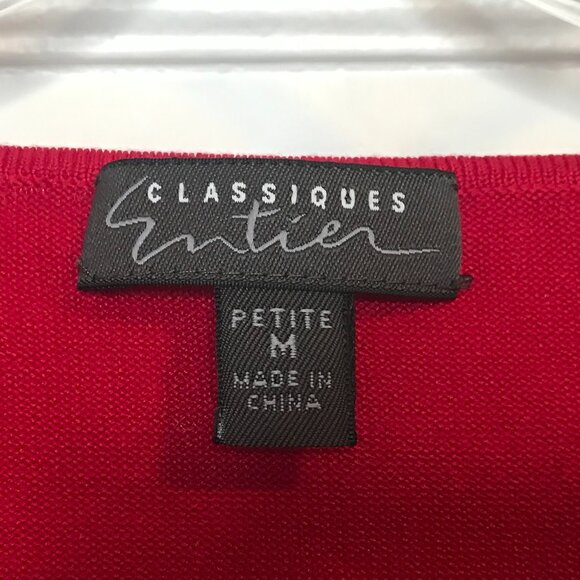 CLASSIQUES
Entier
PETITE
M
MADE IN
CHINA